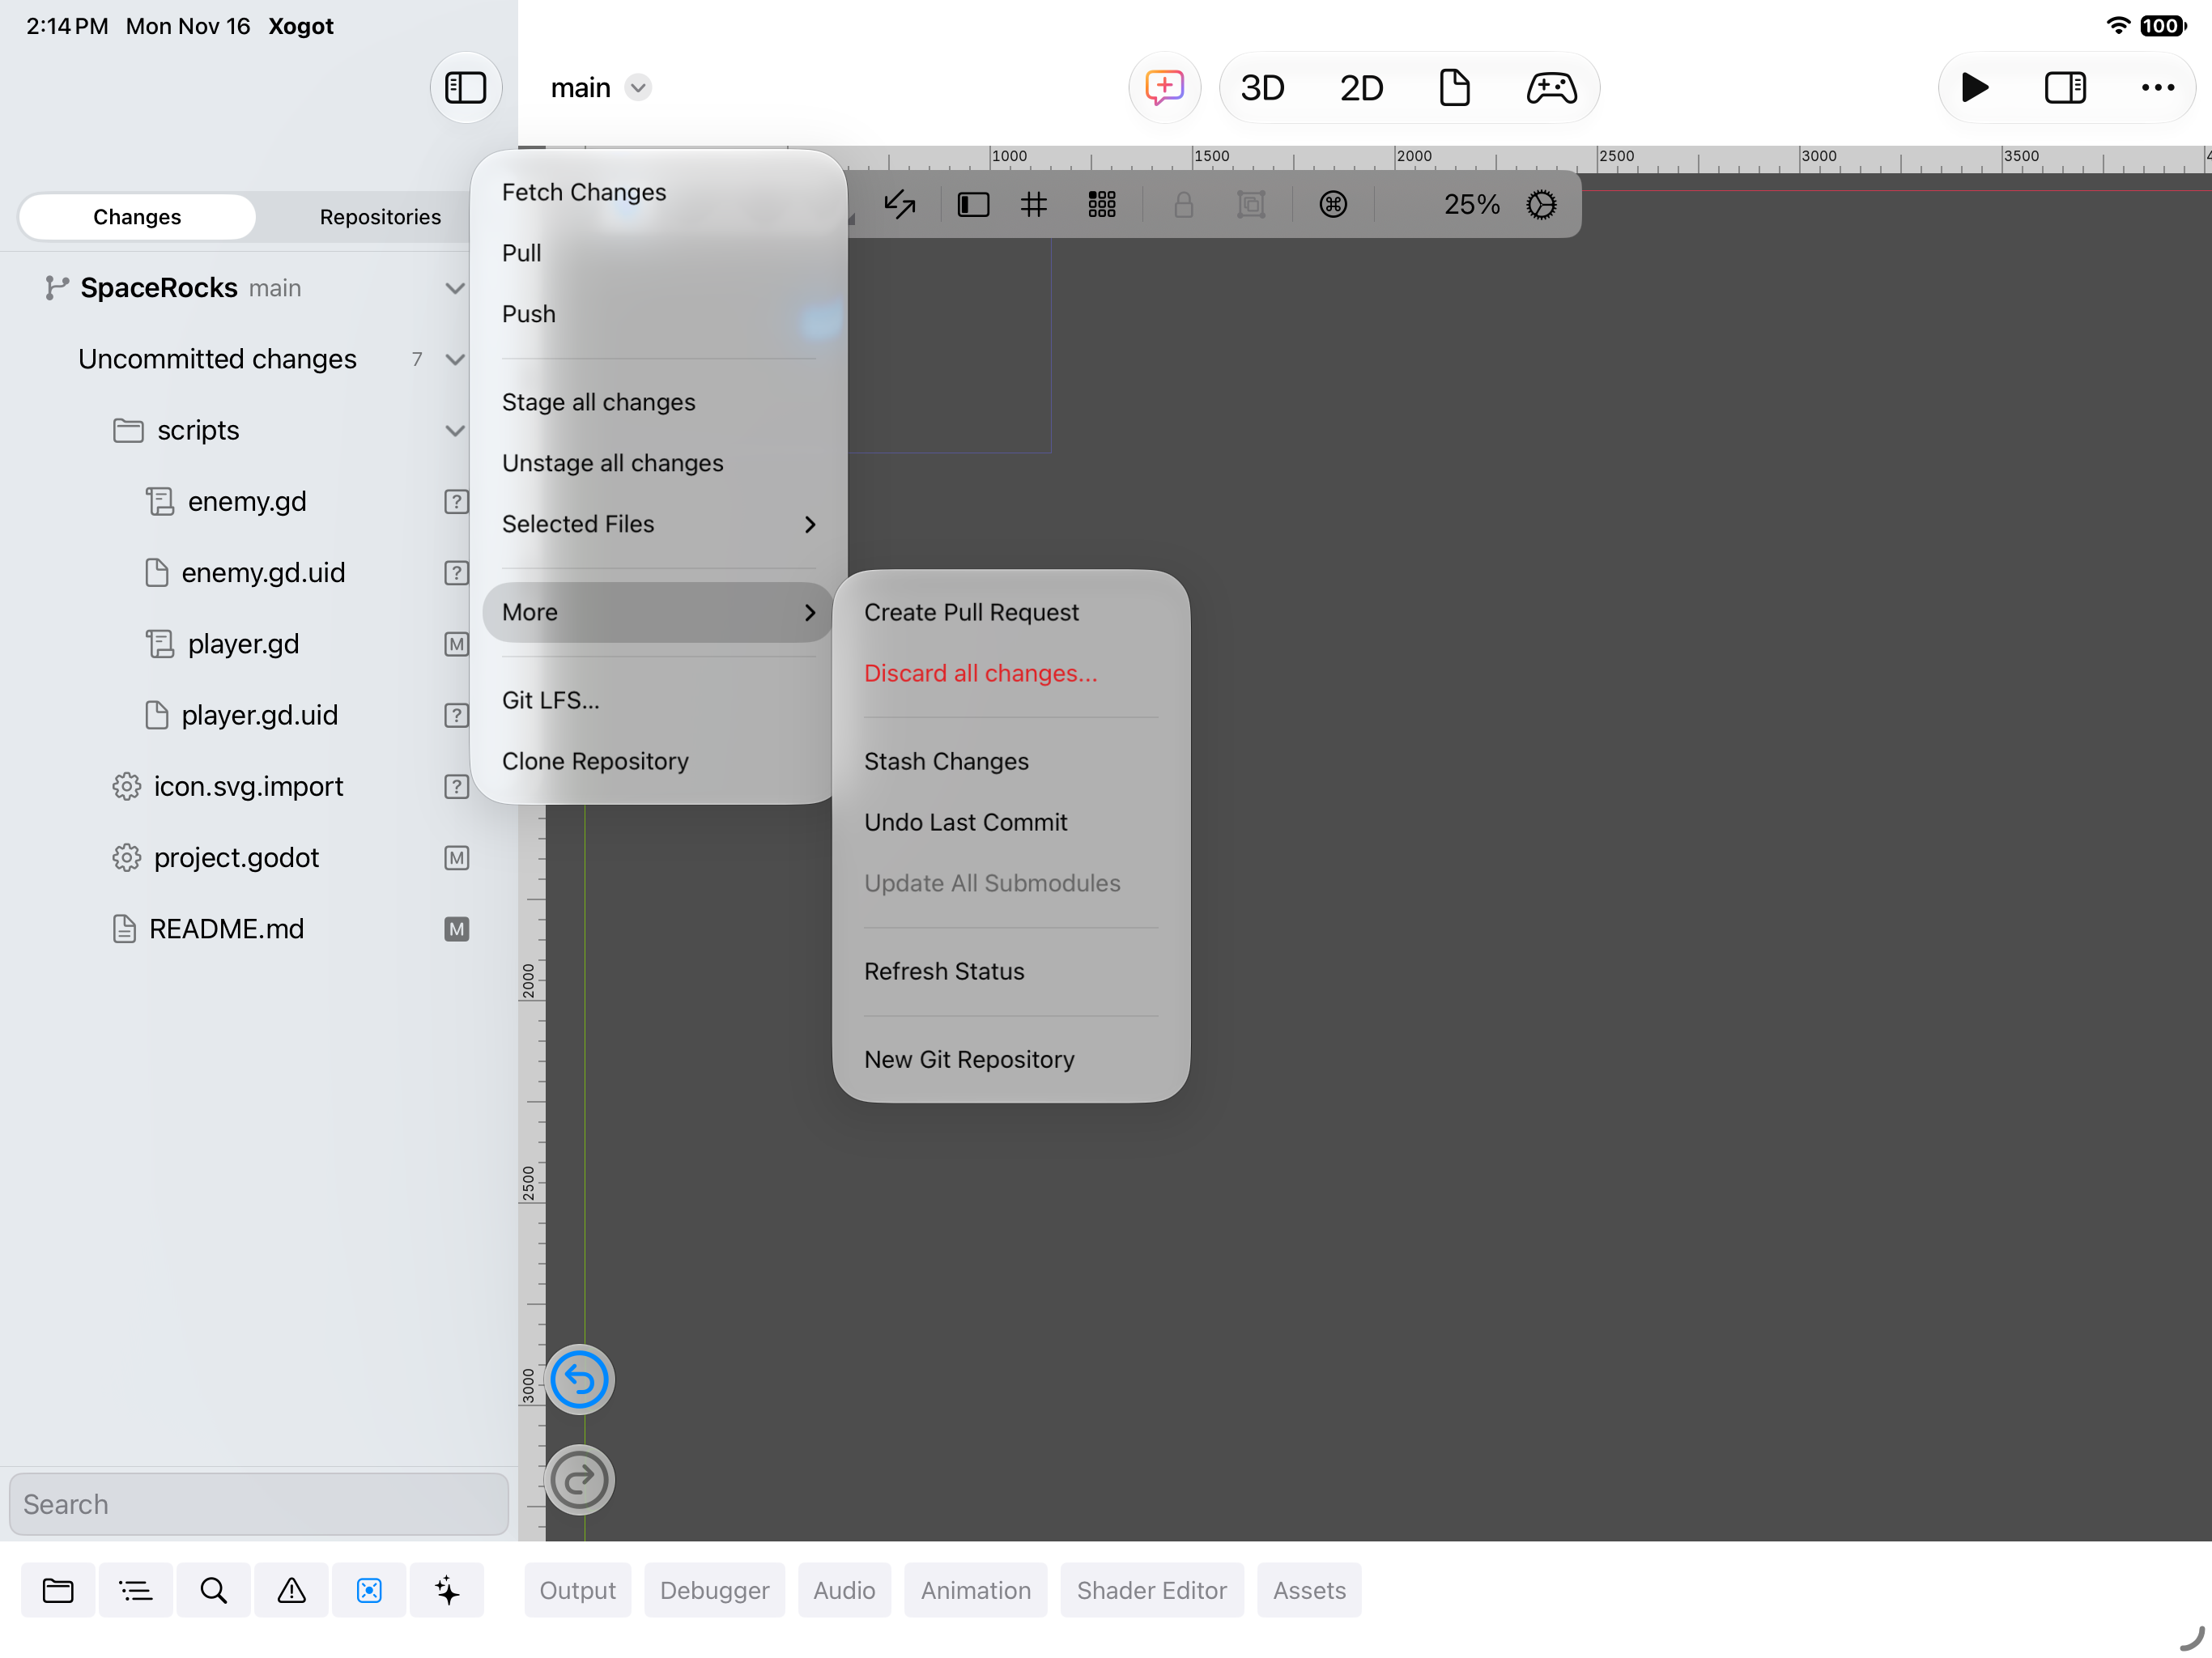 2:14 PM Mon Nov 16 Xogot
100
main
3D 2D
Changes Repositories
SpaceRocks main
Uncommitted changes 7
scripts
enemy.gd ?
enemy.gd.uid ?
player.gd M
player.gd.uid ?
icon.svg.import ?
project.godot M
README.md M
Search
Fetch Changes
Pull
Push
Stage all changes
Unstage all changes
Selected Files
More
Git LFS...
Clone Repository
Create Pull Request
Discard all changes...
Stash Changes
Undo Last Commit
Update All Submodules
Refresh Status
New Git Repository
1000 1500 2000 2500 3000 3500
25%
2000
2500
3000
Output Debugger Audio Animation Shader Editor Assets